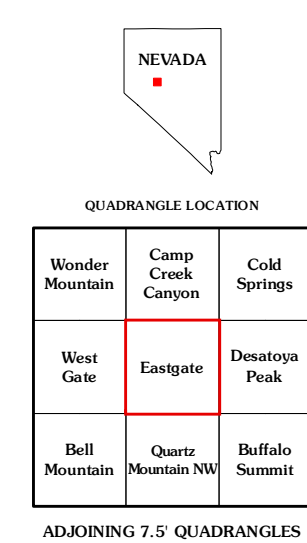 NEVADA
QUADRANGLE LOCATION
Wonder
Mountain
Camp
Creek
Canyon
Cold
Springs
West
Gate
Eastgate
Desatoya
Peak
Bell
Mountain
Quartz
Mountain NW
Buffalo
Summit
ADJOINING 7.5' QUADRANGLES